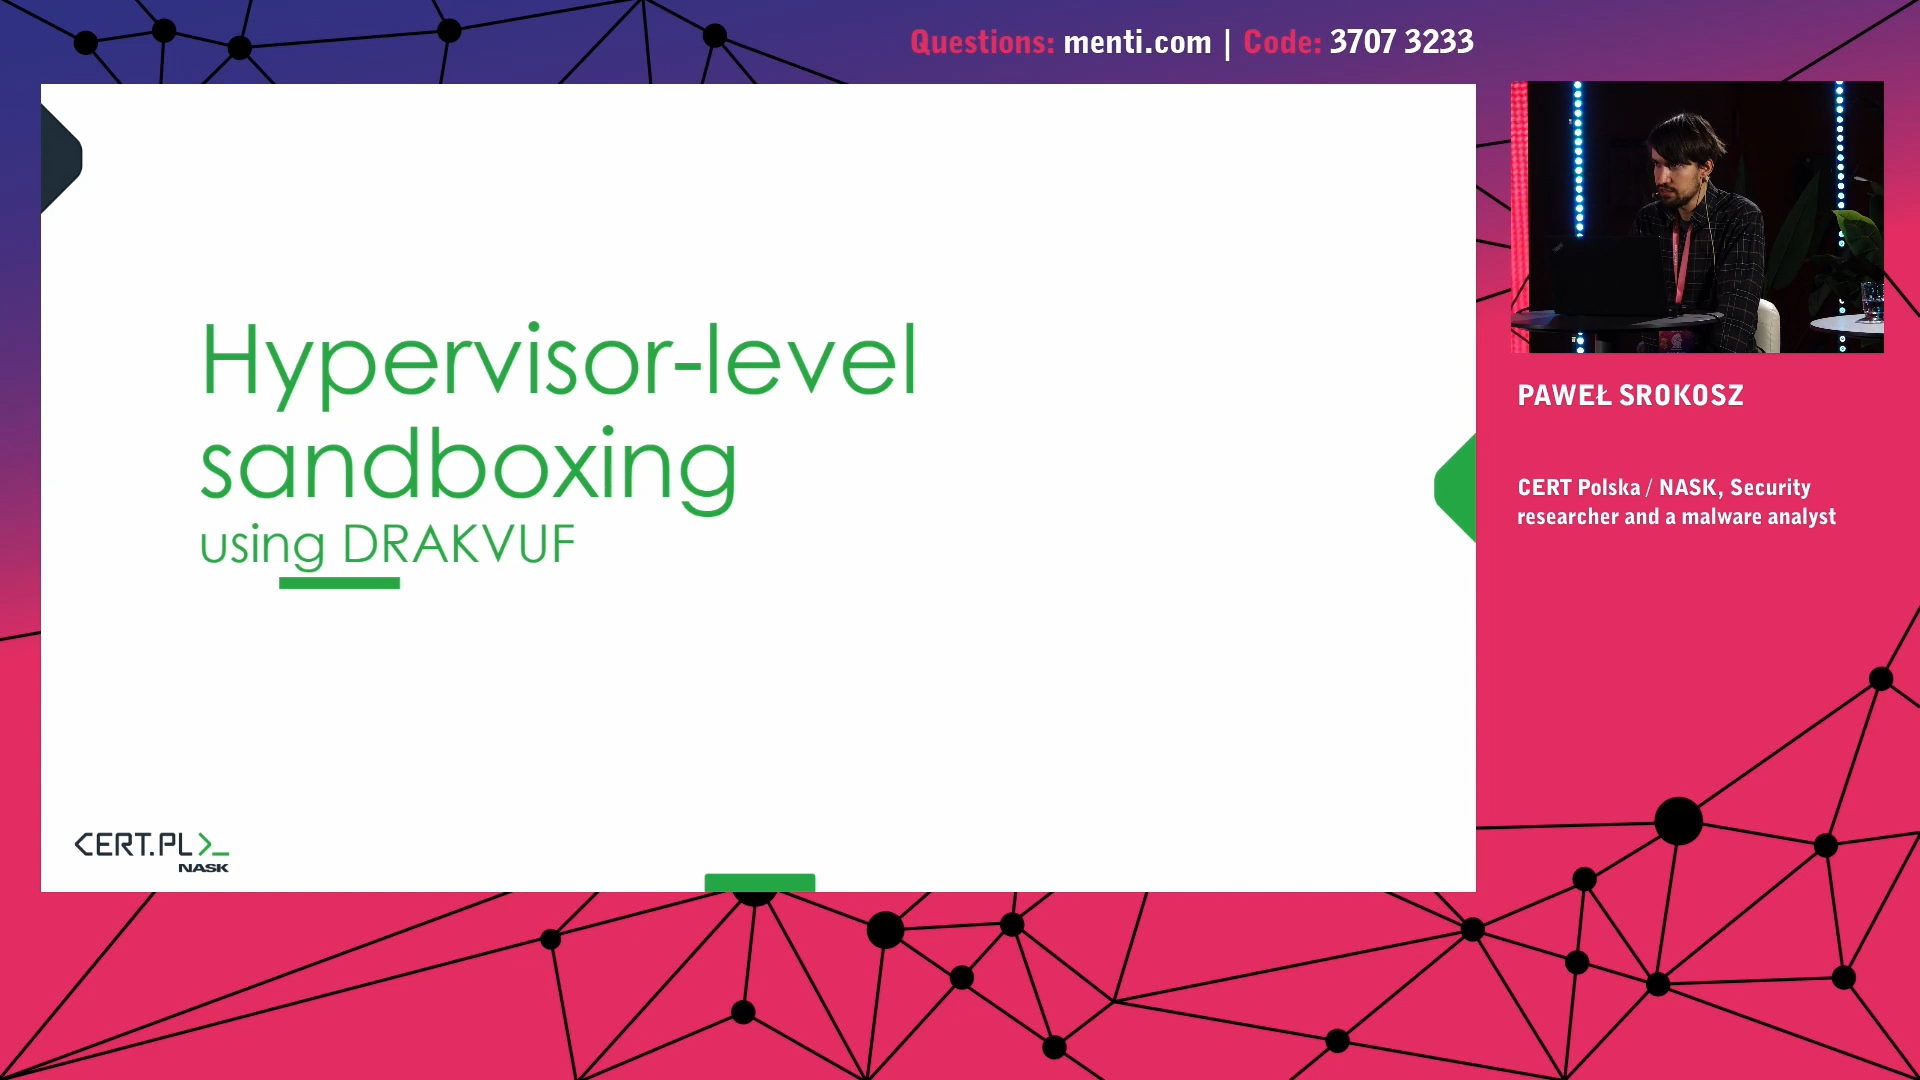 Questions: menti.com | Code: 3707 3233
Hypervisor-level
sandboxing
using DRAKVUF
CERT.PL>_
NASK
PAWEŁ SROKOSZ
CERT Polska / NASK, Security
researcher and a malware analyst